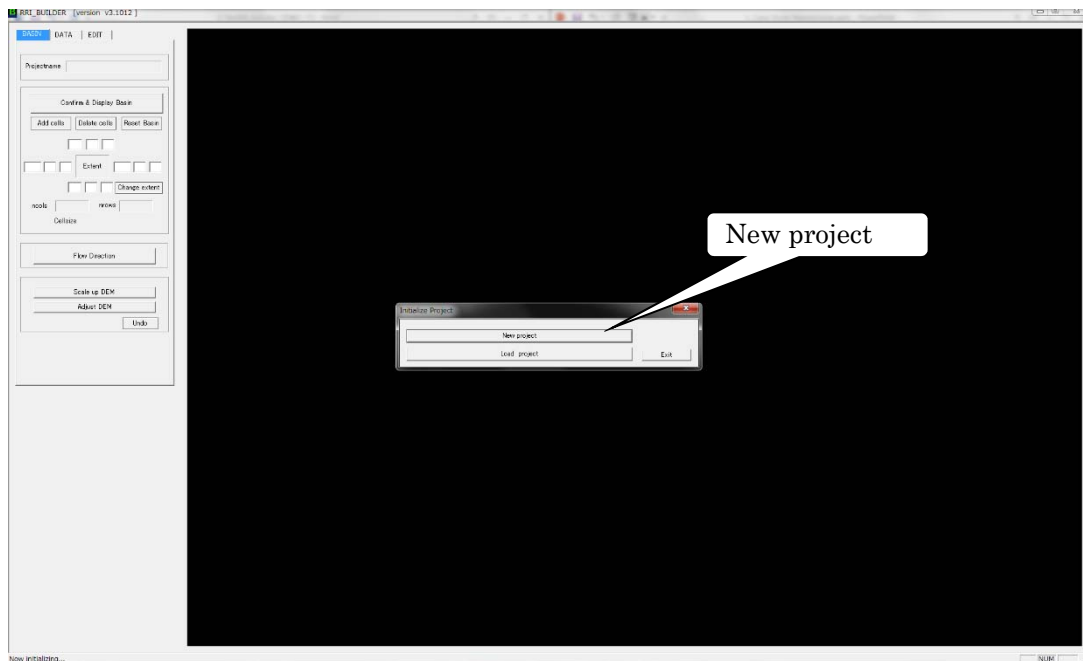 RRI_BUILDER [version v3.1012 ]
BASIN DATA EDIT
Projectname
Confirm & Display Basin
Add cells Delete cells Reset Basin
Extent
Change extent
ncols nrows
Cellsize
Flow Direction
Scale up DEM
Adjust DEM
Undo
New project
Initialize Project
New project
Load project Exit
Now initializing... NUM